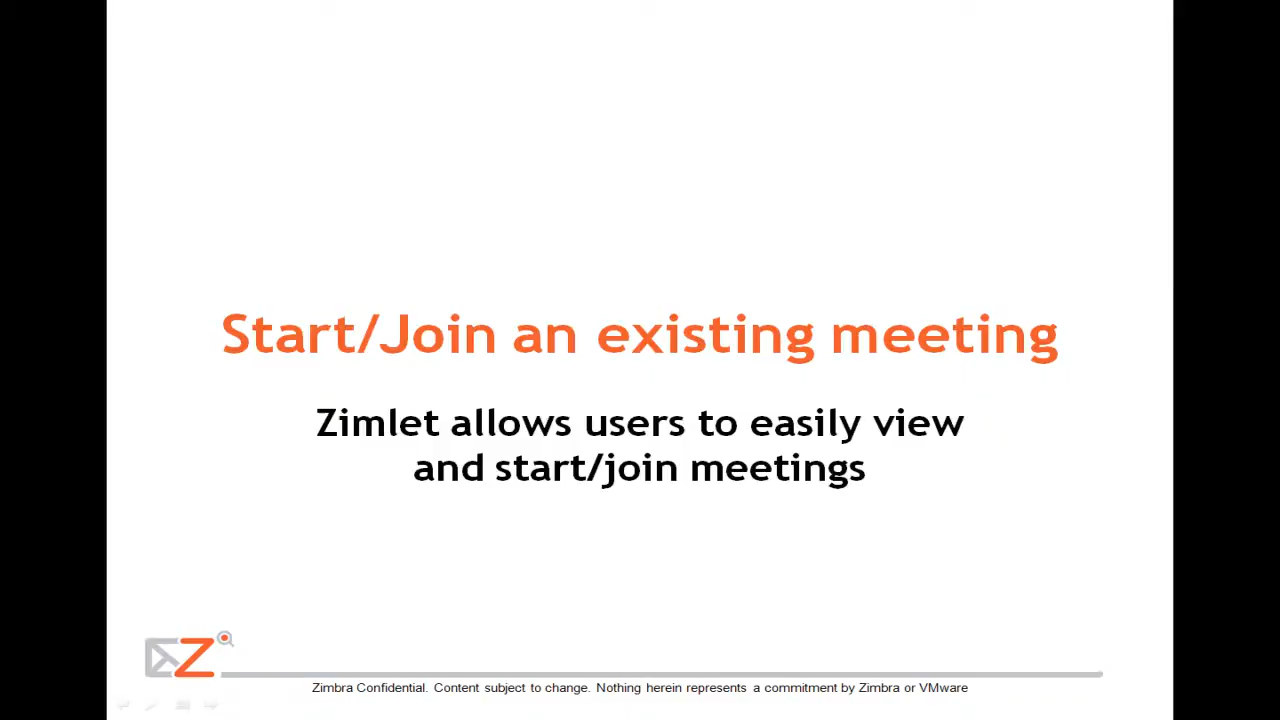 Start/Join an existing meeting
Zimlet allows users to easily view
and start/join meetings
Z
Zimbra Confidential. Content subject to change. Nothing herein represents a commitment by Zimbra or VMware